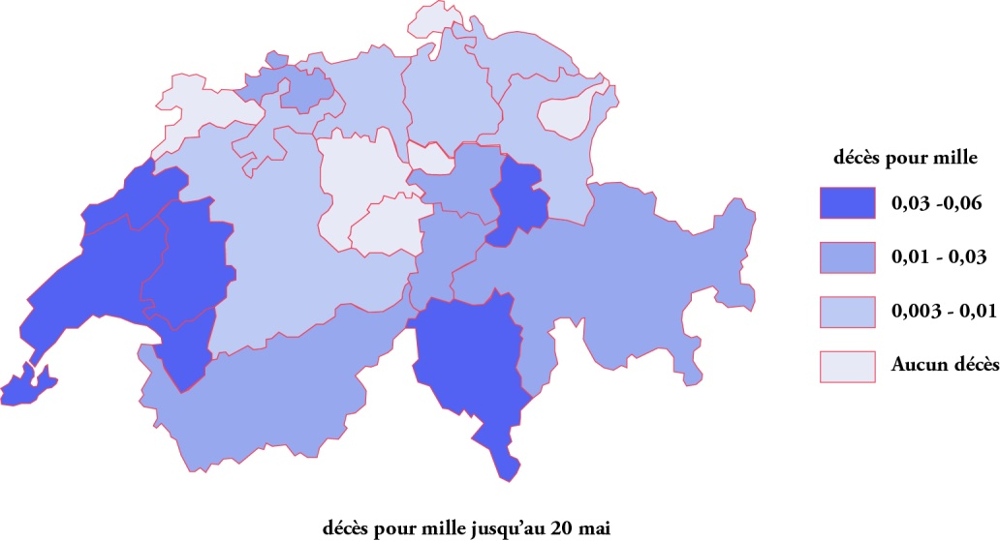 décès pour mille
0,03 -0,06
0,01 - 0,03
0,003 - 0,01
Aucun décès
décès pour mille jusqu'au 20 mai